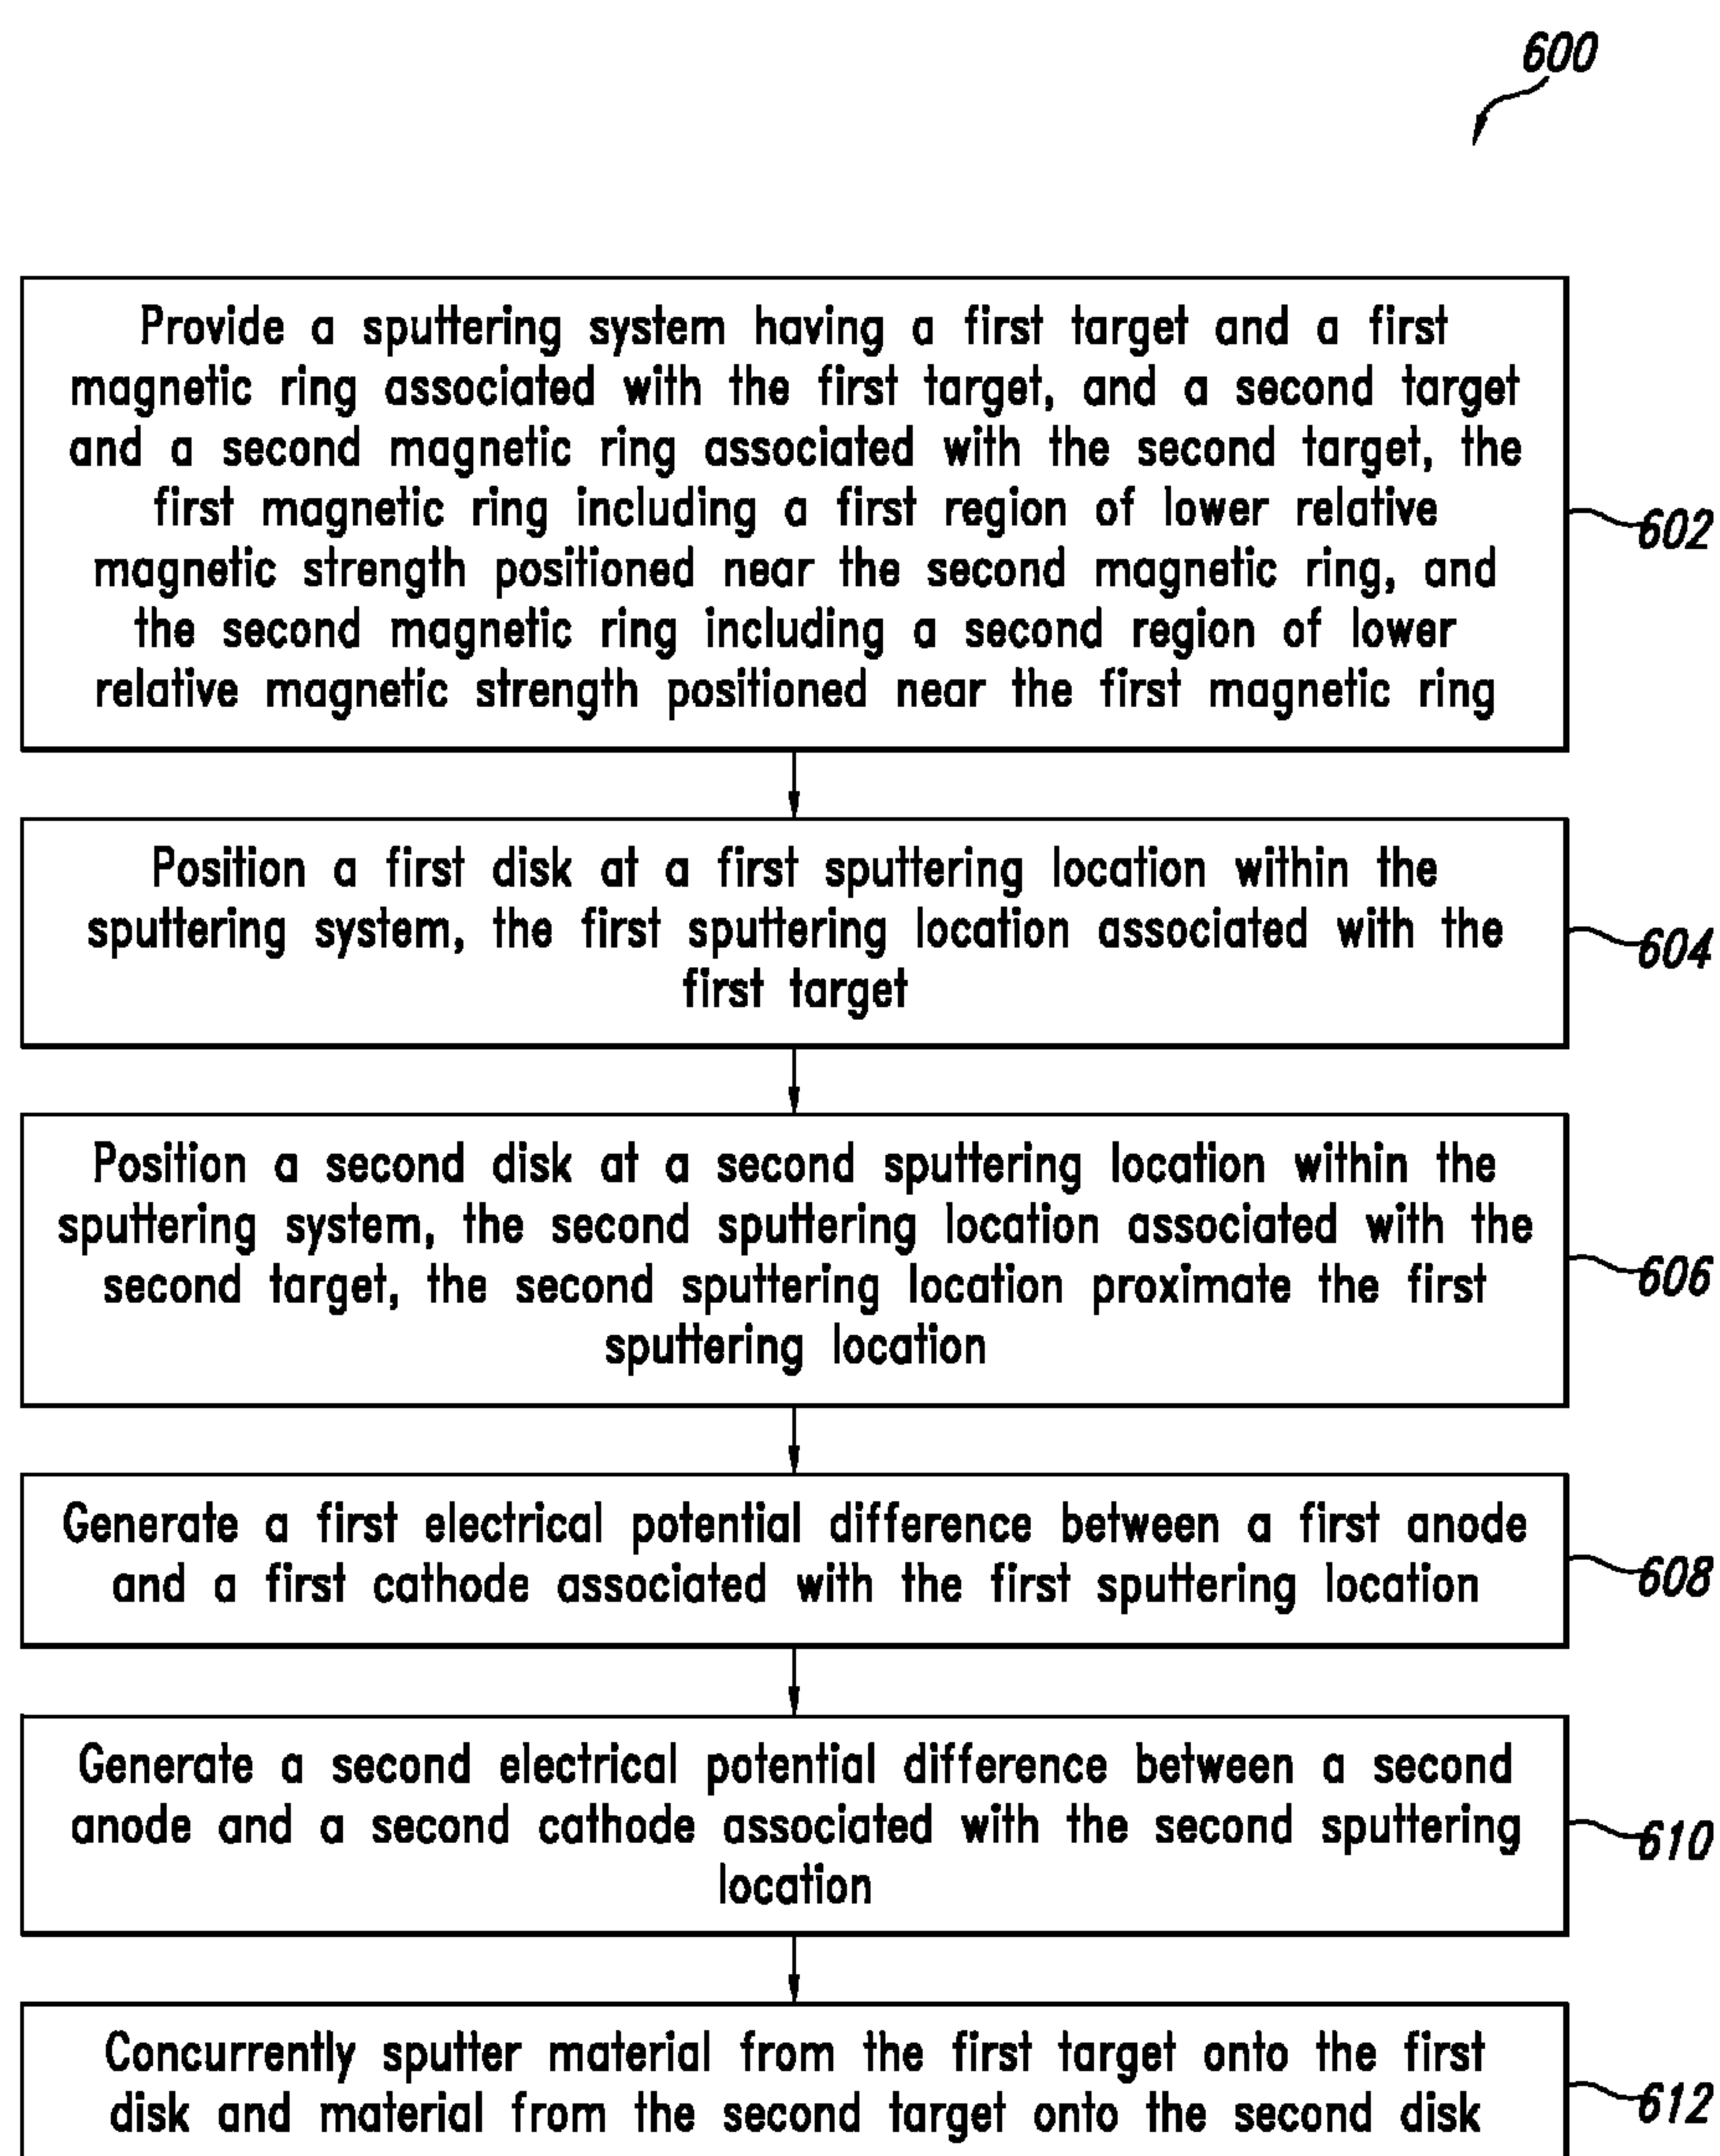 600
Provide a sputtering system having a first target and a first
magnetic ring associated with the first target, and a second target
and a second magnetic ring associated with the second target, the
first magnetic ring including a first region of lower relative
magnetic strength positioned near the second magnetic ring, and
the second magnetic ring including a second region of lower
relative magnetic strength positioned near the first magnetic ring
602
Position a first disk at a first sputtering location within the
sputtering system, the first sputtering location associated with the
first target
604
Position a second disk at a second sputtering location within the
sputtering system, the second sputtering location associated with the
second target, the second sputtering location proximate the first
sputtering location
606
Generate a first electrical potential difference between a first anode
and a first cathode associated with the first sputtering location
608
Generate a second electrical potential difference between a second
anode and a second cathode associated with the second sputtering
location
610
Concurrently sputter material from the first target onto the first
disk and material from the second target onto the second disk
612